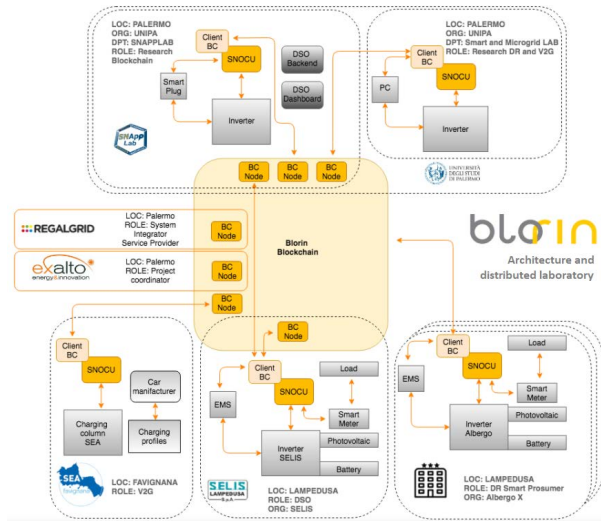 LOC: PALERMO
ORG: UNIPA
DPT: SNAPPLAB
ROLE: Research
Blockchain
Client
BC
SNOCU
Smart
Plug
Inverter
DSO
Backend
DSO
Dashboard
SNApp
Lab
LOC: PALERMO
ORG: UNIPA
DPT: Smart and Microgrid LAB
ROLE: Research DR and V2G
Client
BC
SNOCU
PC
Inverter
UNIVERSITÀ
DEGLI STUDI
DI PALERMO
BC
Node
BC
Node
BC
Node
Blorin
Blockchain
REGALGRID
LOC: Palermo
ROLE: System
Integrator
Service Provider
BC
Node
exalto
energy&innovation
LOC: Palermo
ROLE: Project
coordinator
BC
Node
BC
Node
BC
Node
blorin
Architecture and
distributed laboratory
Client
BC
SNOCU
Car
manifacturer
Charging
column
SEA
Charging
profiles
SEA
Favignana
LOC: FAVIGNANA
ROLE: V2G
Client
BC
SNOCU
Load
EMS
Smart
Meter
Inverter
SELIS
Photovoltaic
Battery
SELIS
LAMPEDUSA
S.p.A
LOC: LAMPEDUSA
ROLE: DSO
ORG: SELIS
Client
BC
SNOCU
Load
EMS
Smart
Meter
Inverter
Albergo
Photovoltaic
Battery
LOC: LAMPEDUSA
ROLE: DR Smart Prosumer
ORG: Albergo X